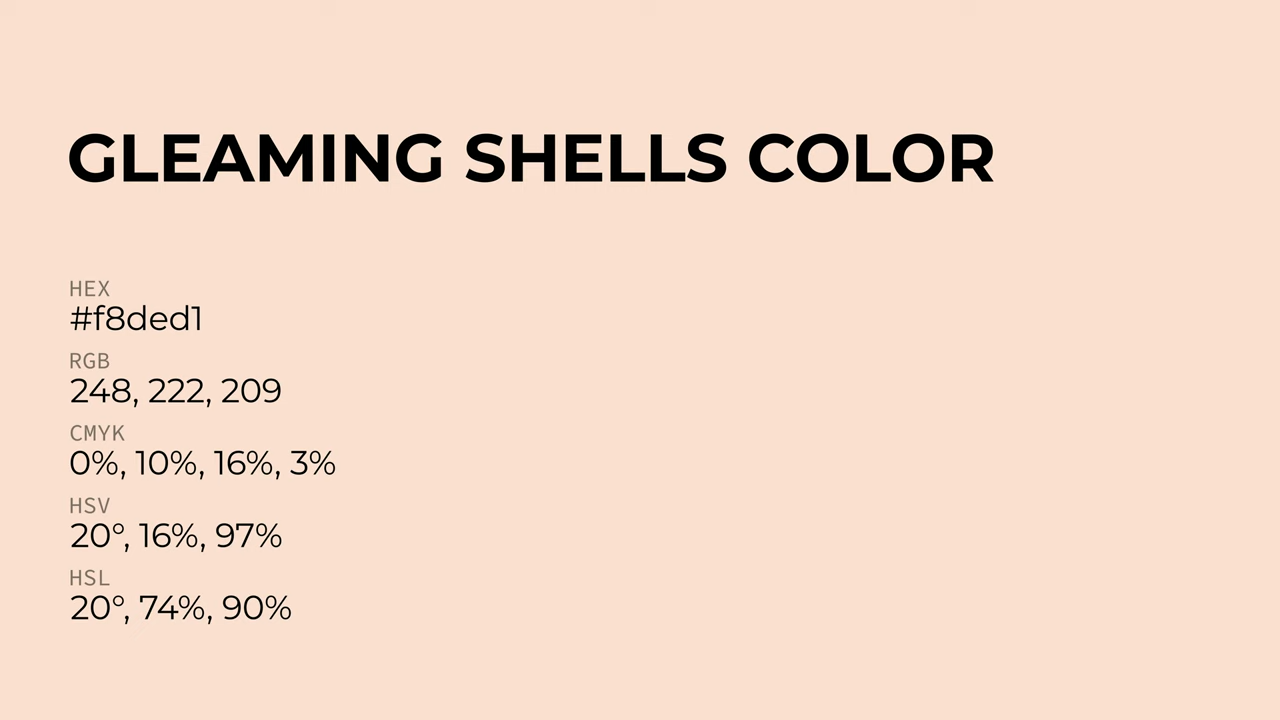 GLEAMING SHELLS COLOR
HEX
#f8ded1
RGB
248, 222, 209
CMYK
0%, 10%, 16%, 3%
HSV
20°, 16%, 97%
HSL
20°, 74%, 90%